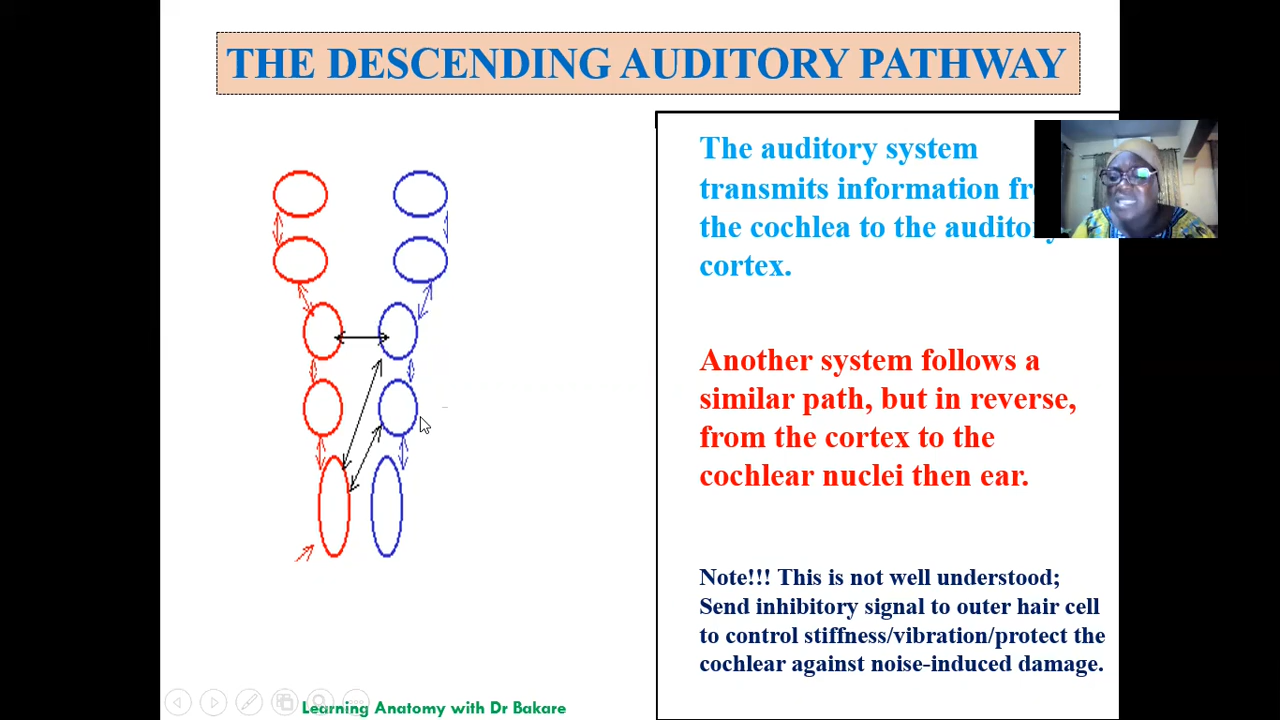 THE DESCENDING AUDITORY PATHWAY
The auditory system
transmits information
the cochlea to the
cortex.
Another system follows a
similar path, but in reverse,
from the cortex to the
cochlear nuclei then ear.
Note!!! This is not well understood;
Send inhibitory signal to outer hair cell
to control stiffness/vibration/protect the
cochlear against noise-induced damage.
Learning Anatomy with Dr Bakare